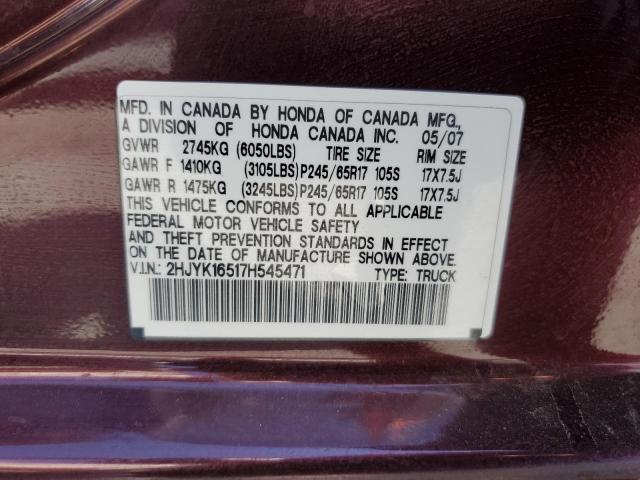 MFD. IN CANADA BY HONDA OF CANADA MFG.,
A DIVISION OF HONDA CANADA INC. 05/07
GVWR 2745KG (6050LBS) TIRE SIZE RIM SIZE
GAWR F 1410KG (3105LBS)P245/65R17 105S 17X7.5J
GAWR R 1475KG (3245LBS)P245/65R17 105S 17X7.5J
THIS VEHICLE CONFORMS TO ALL APPLICABLE
FEDERAL MOTOR VEHICLE SAFETY
AND THEFT PREVENTION STANDARDS IN EFFECT
ON THE DATE OF MANUFACTURE SHOWN ABOVE.
V.I.N.: 2HJYK16517H545471 TYPE: TRUCK